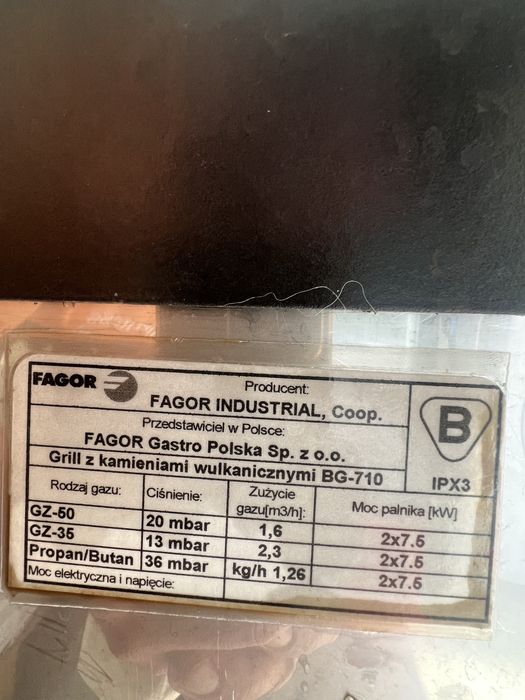 FAGOR
Producent:
FAGOR INDUSTRIAL, Coop.
Przedstawiciel w Polsce:
FAGOR Gastro Polska Sp. z o.o.
Grill z kamieniami wulkanicznymi BG-710
B
IPX3
Rodzaj gazu: Ciśnienie: Zużycie gazu[m3/h]: Moc palnika [kW]
GZ-50 20 mbar 1,6 2x7.5
GZ-35 13 mbar 2,3 2x7.5
Propan/Butan 36 mbar kg/h 1,26 2x7.5
Moc elektryczna i napięcie: